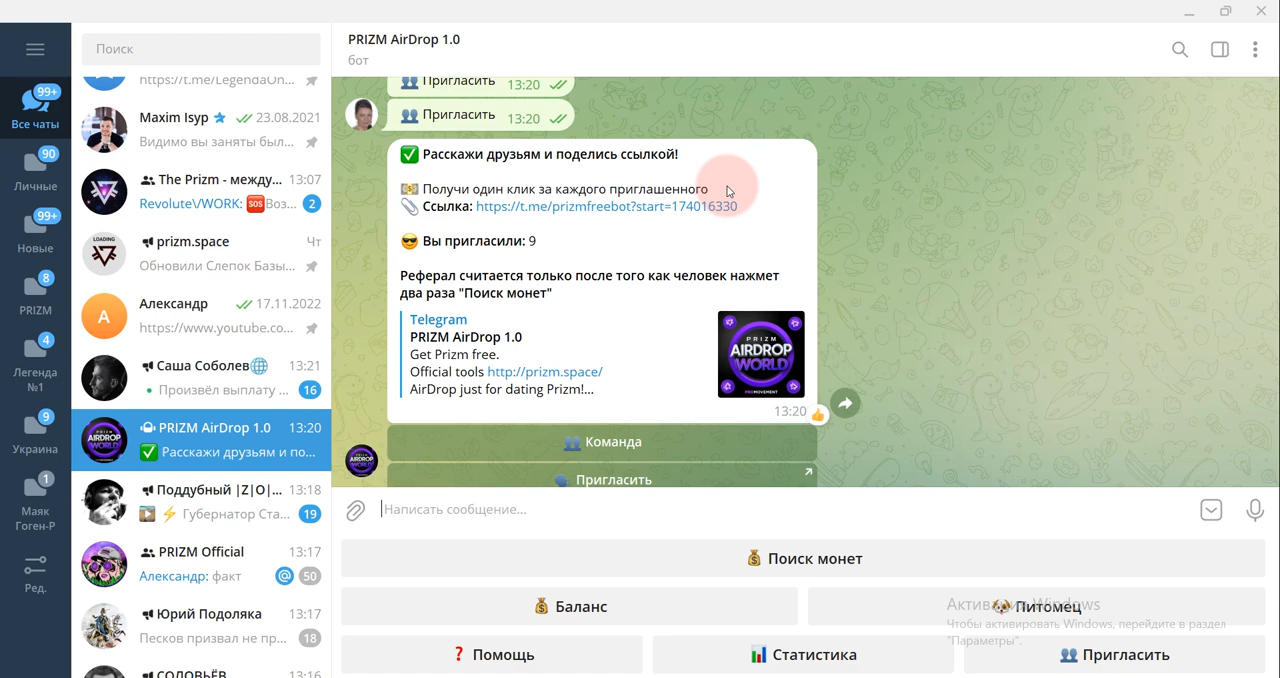 Поиск
PRIZM AirDrop 1.0
бот
99+
Все чаты
90
Личные
99+
Новые
8
PRIZM
4
Легенда
№1
9
Украина
1
Маяк
Гоген-Р
Ред.
https://t.me/LegendaOn...
Maxim Isyp 23.08.2021
Видимо вы заняты был...
The Prizm - между... 13:07
Revolute\/WORK: SOS Воз... 2
LOADING
prizm.space Чт
Обновили Слепок Базы...
А
Александр 17.11.2022
https://www.youtube.co...
Саша Соболев 13:21
Произвёл выплату ... 16
AIRDROP
WORLD
PRIZM AirDrop 1.0 13:20
✅ Расскажи друзьям и по...
Поддубный |Z|O|... 13:18
Губернатор Ста... 19
PRIZM Official 13:17
Александр: факт @ 50
Юрий Подоляка 13:17
Песков призвал не пр... 18
СОЛОВЬЁВ 13:16
👥 Пригласить 13:20
👥 Пригласить 13:20
✅ Расскажи друзьям и поделись ссылкой!
💵 Получи один клик за каждого приглашенного
📎 Ссылка: https://t.me/prizmfreebot?start=174016330
😎 Вы пригласили: 9
Реферал считается только после того как человек нажмет
два раза "Поиск монет"
Telegram
PRIZM AirDrop 1.0
Get Prizm free.
Official tools http://prizm.space/
AirDrop just for dating Prizm!...
PRIZM
AIRDROP
WORLD
PROMOVEMENT
13:20
👥 Команда
🗣 Пригласить
Написать сообщение...
💰 Поиск монет
💰 Баланс
🐶 Питомец
❓ Помощь
📊 Статистика
👥 Пригласить
Активация Windows
Чтобы активировать Windows, перейдите в раздел
"Параметры".